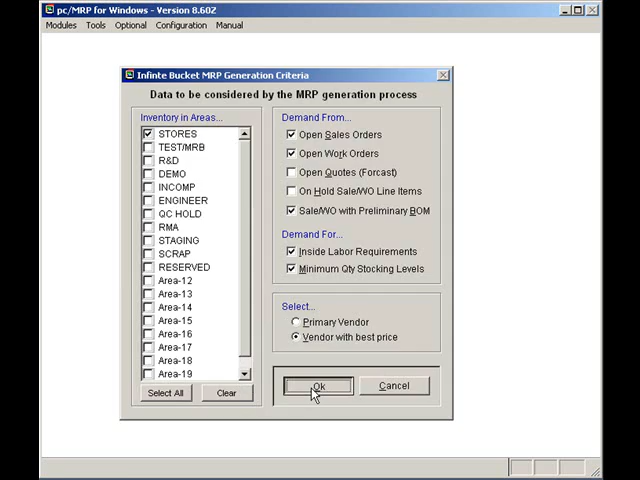 pc/MRP for Windows - Version 8.60Z
Modules Tools Optional Configuration Manual
Infinte Bucket MRP Generation Criteria
Data to be considered by the MRP generation process
Inventory in Areas...
STORES
TEST/MRB
R&D
DEMO
INCOMP
ENGINEER
QC HOLD
RMA
STAGING
SCRAP
RESERVED
Area-12
Area-13
Area-14
Area-15
Area-16
Area-17
Area-18
Area-19
Select All Clear
Demand From...
Open Sales Orders
Open Work Orders
Open Quotes (Forcast)
On Hold Sale/WO Line Items
Sale/WO with Preliminary BOM
Demand For...
Inside Labor Requirements
Minimum Qty Stocking Levels
Select...
Primary Vendor
Vendor with best price
Ok Cancel